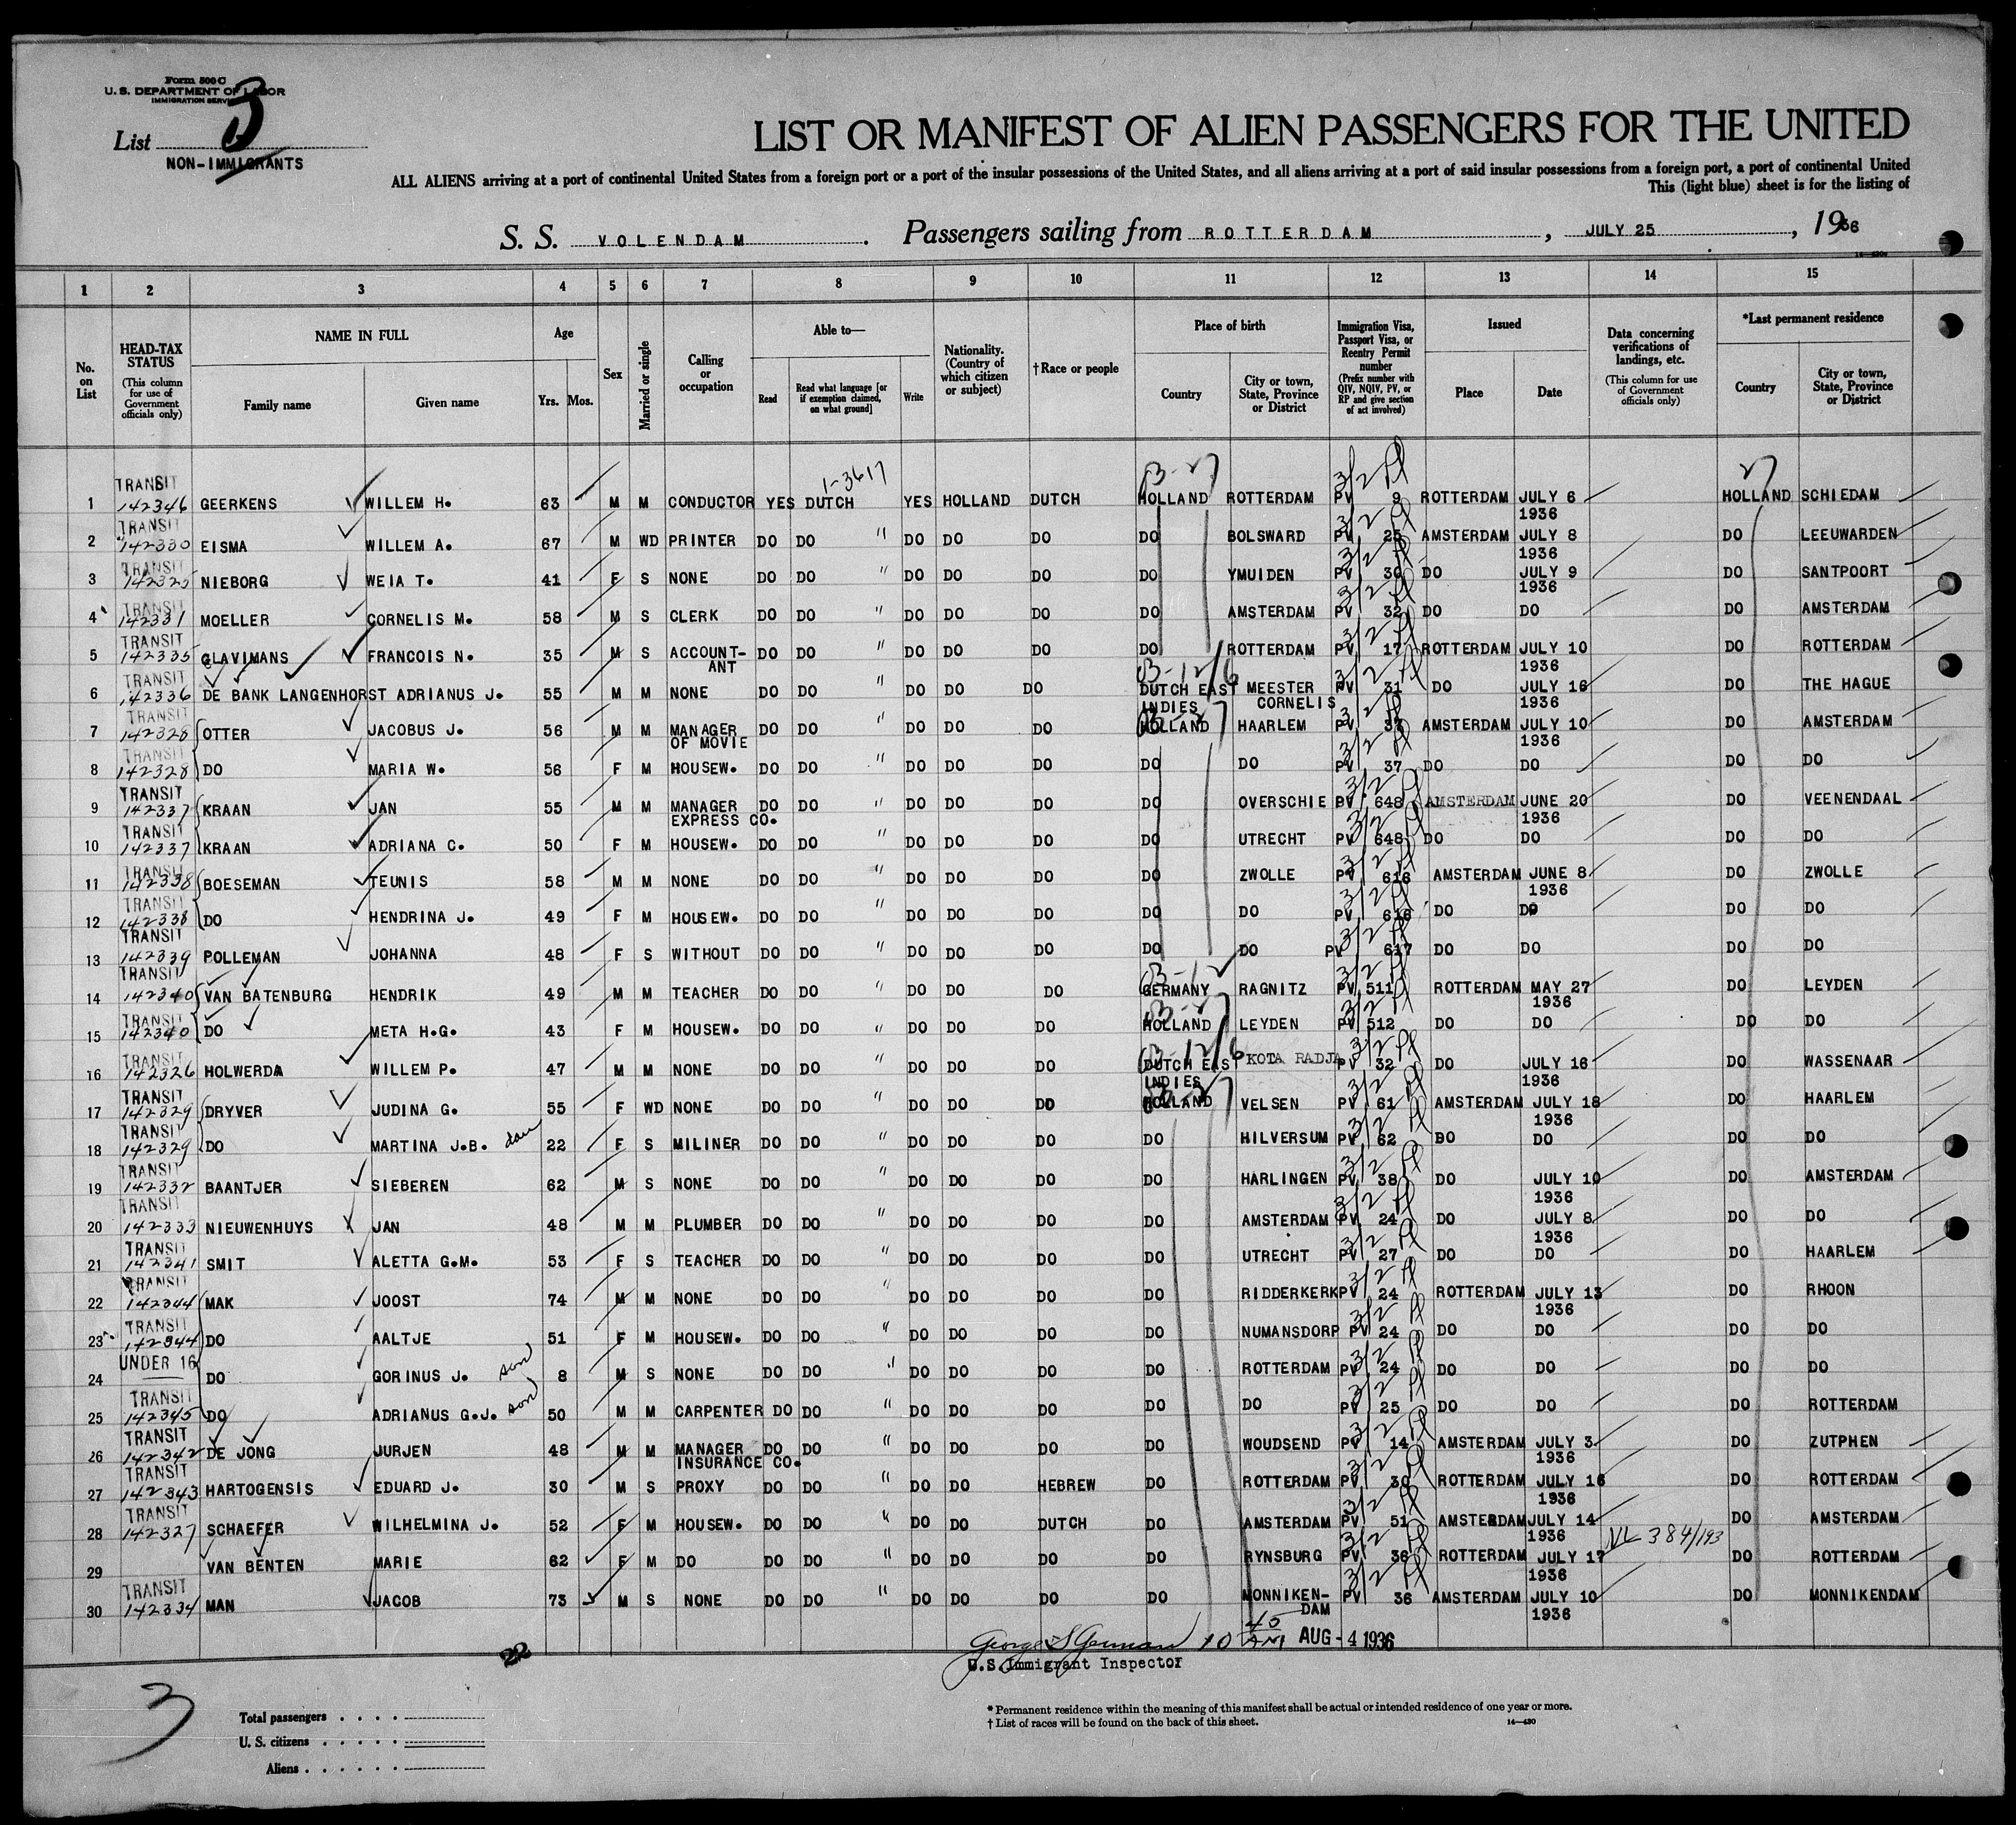 Form 500 C
U. S. DEPARTMENT OF LABOR
IMMIGRATION SERVICE
List 3
NON-IMMIGRANTS
LIST OR MANIFEST OF ALIEN PASSENGERS FOR THE UNITED
ALL ALIENS arriving at a port of continental United States from a foreign port or a port of the insular possessions of the United States, and all aliens arriving at a port of said insular possessions from a foreign port, a port of continental United
This (light blue) sheet is for the listing of
S. S. VOLENDAM. Passengers sailing from ROTTERDAM, JULY 25, 1936
1 2 3 4 5 6 7 8 9 10 11 12 13 14 15
No. on List
HEAD-TAX STATUS (This column for use of Government officials only)
NAME IN FULL
Family name Given name
Age
Yrs. Mos.
Sex
Married or single
Calling or occupation
Able to—
Read Read what language [or if exemption claimed, on what ground] Write
Nationality. (Country of which citizen or subject)
†Race or people
Place of birth
Country City or town, State, Province or District
Immigration Visa, Passport Visa, or Reentry Permit number (Prefix number with QIV, NQIV, PV, or RP and give section of act involved)
Issued
Place Date
Data concerning verifications of landings, etc. (This column for use of Government officials only)
*Last permanent residence
Country City or town, State, Province or District
1-3617
1 TRANSIT 142346 GEERKENS WILLEM H. 63 M M CONDUCTOR YES DUTCH YES HOLLAND DUTCH HOLLAND ROTTERDAM PV 9 ROTTERDAM JULY 6 1936 HOLLAND SCHIEDAM
2 TRANSIT 142330 EISMA WILLEM A. 67 M WD PRINTER DO DO " DO DO DO DO BOLSWARD PV 25 AMSTERDAM JULY 8 1936 DO LEEUWARDEN
3 TRANSIT 142325 NIEBORG WEIA T. 41 F S NONE DO DO " DO DO DO DO YMUIDEN PV 30 DO JULY 9 1936 DO SANTPOORT
4 TRANSIT 142331 MOELLER CORNELIS M. 58 M S CLERK DO DO " DO DO DO DO AMSTERDAM PV 32 DO DO DO AMSTERDAM
5 TRANSIT 142335 GLAVIMANS FRANCOIS N. 35 M S ACCOUNT-ANT DO DO " DO DO DO DO ROTTERDAM PV 17 ROTTERDAM JULY 10 1936 DO ROTTERDAM
6 TRANSIT 142336 DE BANK LANGENHORST ADRIANUS J. 55 M M NONE DO DO " DO DO DO DUTCH EAST INDIES MEESTER CORNELIS PV 31 DO JULY 16 1936 DO THE HAGUE
7 TRANSIT 142328 OTTER JACOBUS J. 56 M M MANAGER OF MOVIE DO DO " DO DO DO HOLLAND HAARLEM PV 37 AMSTERDAM JULY 10 1936 DO AMSTERDAM
8 TRANSIT 142328 DO MARIA W. 56 F M HOUSEW. DO DO " DO DO DO DO DO PV 37 DO DO DO DO
9 TRANSIT 142337 KRAAN JAN 55 M M MANAGER EXPRESS CO. DO DO " DO DO DO DO OVERSCHIE PV 648 AMSTERDAM JUNE 20 1936 DO VEENENDAAL
10 TRANSIT 142337 KRAAN ADRIANA C. 50 F M HOUSEW. DO DO " DO DO DO DO UTRECHT PV 648 DO DO DO DO
11 TRANSIT 142338 BOESEMAN TEUNIS 58 M M NONE DO DO " DO DO DO DO ZWOLLE PV 616 AMSTERDAM JUNE 8 1936 DO ZWOLLE
12 TRANSIT 142338 DO HENDRINA J. 49 F M HOUSEW. DO DO " DO DO DO DO DO PV 616 DO DO DO DO
13 TRANSIT 142339 POLLEMAN JOHANNA 48 F S WITHOUT DO DO " DO DO DO DO DO PV 617 DO DO DO DO
14 TRANSIT 142340 VAN BATENBURG HENDRIK 49 M M TEACHER DO DO " DO DO DO GERMANY RAGNITZ PV 511 ROTTERDAM MAY 27 1936 DO LEYDEN
15 TRANSIT 142340 DO META H.G. 43 F M HOUSEW. DO DO " DO DO DO HOLLAND LEYDEN PV 512 DO DO DO DO
16 TRANSIT 142326 HOLWERDA WILLEM P. 47 M M NONE DO DO " DO DO DO DUTCH EAST INDIES KOTA RADJA PV 32 DO JULY 16 1936 DO WASSENAAR
17 TRANSIT 142329 DRYVER JUDINA G. 55 F WD NONE DO DO " DO DO DO HOLLAND VELSEN PV 61 AMSTERDAM JULY 18 1936 DO HAARLEM
18 TRANSIT 142329 DO MARTINA J.B. dau 22 F S MILINER DO DO " DO DO DO DO HILVERSUM PV 62 DO DO DO DO
19 TRANSIT 142332 BAANTJER SIEBEREN 62 M S NONE DO DO " DO DO DO DO HARLINGEN PV 38 DO JULY 10 1936 DO AMSTERDAM
20 TRANSIT 142333 NIEUWENHUYS JAN 48 M M PLUMBER DO DO " DO DO DO DO AMSTERDAM PV 24 DO JULY 8 1936 DO DO
21 TRANSIT 142341 SMIT ALETTA G.M. 53 F S TEACHER DO DO " DO DO DO DO UTRECHT PV 27 DO DO DO HAARLEM
22 TRANSIT 142344 MAK JOOST 74 M M NONE DO DO " DO DO DO DO RIDDERKERK PV 24 ROTTERDAM JULY 13 1936 DO RHOON
23 TRANSIT 142344 DO AALTJE 51 F M HOUSEW. DO DO " DO DO DO DO NUMANSDORP PV 24 DO DO DO DO
24 UNDER 16 DO GORINUS J. son 8 M S NONE DO DO " DO DO DO DO ROTTERDAM PV 24 DO DO DO DO
25 TRANSIT 142345 DO ADRIANUS G.J. son 50 M M CARPENTER DO DO " DO DO DO DO DO PV 25 DO DO DO ROTTERDAM
26 TRANSIT 142342 DE JONG JURJEN 48 M M MANAGER INSURANCE CO. DO DO " DO DO DO DO WOUDSEND PV 14 AMSTERDAM JULY 3 1936 DO ZUTPHEN
27 TRANSIT 142343 HARTOGENSIS EDUARD J. 30 M S PROXY DO DO " DO DO HEBREW DO ROTTERDAM PV 30 ROTTERDAM JULY 16 1936 DO ROTTERDAM
28 TRANSIT 142327 SCHAEFER WILHELMINA J. 52 F M HOUSEW. DO DO " DO DO DUTCH DO AMSTERDAM PV 51 AMSTERDAM JULY 14 1936 DO AMSTERDAM
29 VAN BENTEN MARIE 62 F M DO DO DO " DO DO DO DO RYNSBURG PV 36 ROTTERDAM JULY 17 1936 VL 384/193 DO ROTTERDAM
30 TRANSIT 142334 MAN JACOB 73 M S NONE DO DO " DO DO DO DO MONNIKEN-DAM PV 36 AMSTERDAM JULY 10 1936 DO MONNIKENDAM
22
George S German 10 45 AM AUG - 4 1936
U.S. Immigrant Inspector
3
Total passengers
U. S. citizens
Aliens
* Permanent residence within the meaning of this manifest shall be actual or intended residence of one year or more.
† List of races will be found on the back of this sheet.
14—430